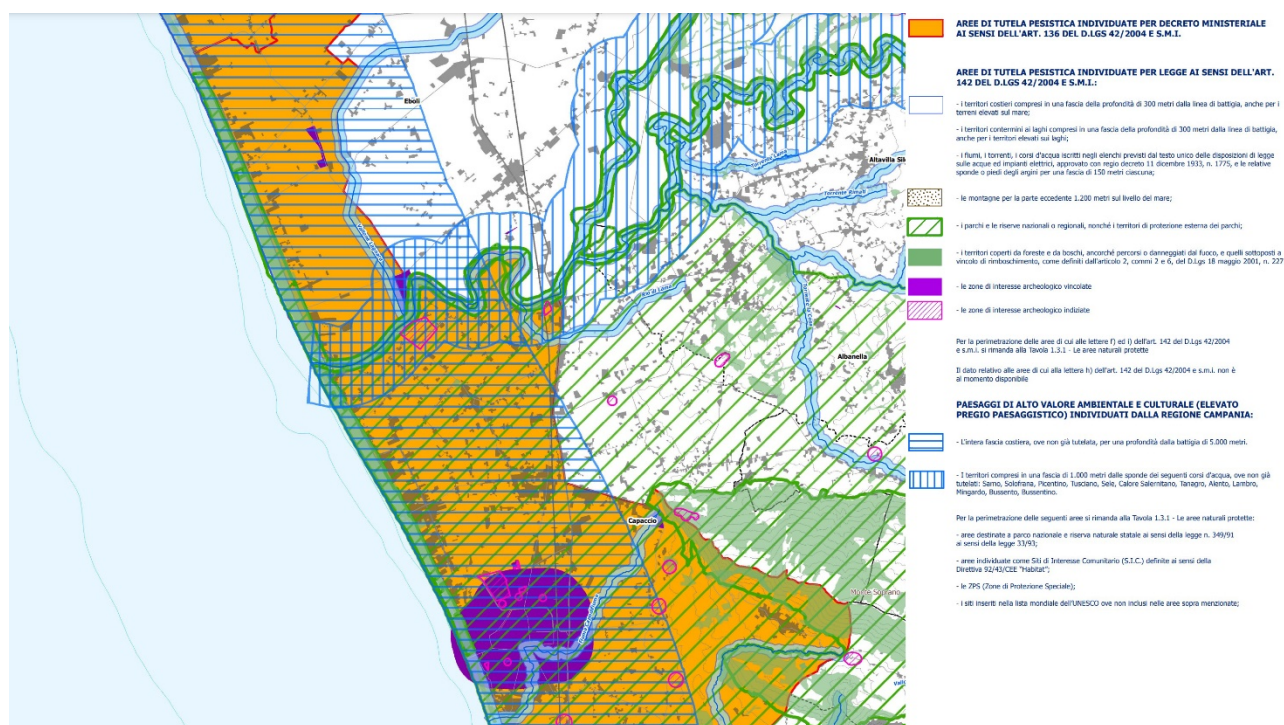 Eboli
Altavilla Sil
Torrente Lama
Torrente Rimali
Vallone Caprarizzo
Rio di Lama
Torrente la Cosa
Albanella
Capaccio
Fiume Capodifiume
Monte Soprano
AREE DI TUTELA PESISTICA INDIVIDUATE PER DECRETO MINISTERIALE
AI SENSI DELL'ART. 136 DEL D.LGS 42/2004 E S.M.I.
AREE DI TUTELA PESISTICA INDIVIDUATE PER LEGGE AI SENSI DELL'ART.
142 DEL D.LGS 42/2004 E S.M.I.:
- i territori costieri compresi in una fascia della profondità di 300 metri dalla linea di battigia, anche per i
terreni elevati sul mare;
- i territori contermini ai laghi compresi in una fascia della profondità di 300 metri dalla linea di battigia,
anche per i territori elevati sui laghi;
- i fiumi, i torrenti, i corsi d'acqua iscritti negli elenchi previsti dal testo unico delle disposizioni di legge
sulle acque ed impianti elettrici, approvato con regio decreto 11 dicembre 1933, n. 1775, e le relative
sponde o piedi degli argini per una fascia di 150 metri ciascuna;
- le montagne per la parte eccedente 1.200 metri sul livello del mare;
- i parchi e le riserve nazionali o regionali, nonché i territori di protezione esterna dei parchi;
- i territori coperti da foreste e da boschi, ancorché percorsi o danneggiati dal fuoco, e quelli sottoposti a
vincolo di rimboschimento, come definiti dall'articolo 2, commi 2 e 6, del D.Lgs 18 maggio 2001, n. 227
- le zone di interesse archeologico vincolate
- le zone di interesse archeologico indiziate
Per la perimetrazione delle aree di cui alle lettere f) ed i) dell'art. 142 del D.Lgs 42/2004
e s.m.i. si rimanda alla Tavola 1.3.1 - Le aree naturali protette
Il dato relativo alle aree di cui alla lettera h) dell'art. 142 del D.Lgs 42/2004 e s.m.i. non è
al momento disponibile
PAESAGGI DI ALTO VALORE AMBIENTALE E CULTURALE (ELEVATO
PREGIO PAESAGGISTICO) INDIVIDUATI DALLA REGIONE CAMPANIA:
- L'intera fascia costiera, ove non già tutelata, per una profondità dalla battigia di 5.000 metri.
- I territori compresi in una fascia di 1.000 metri dalle sponde dei seguenti corsi d'acqua, ove non già
tutelati: Sarno, Solofrana, Picentino, Tusciano, Sele, Calore Salernitano, Tanagro, Alento, Lambro,
Mingardo, Bussento, Bussentino.
Per la perimetrazione delle seguenti aree si rimanda alla Tavola 1.3.1 - Le aree naturali protette:
- aree destinate a parco nazionale e riserva naturale statale ai sensi della legge n. 349/91
ai sensi della legge 33/93;
- aree individuate come Siti di Interesse Comunitario (S.I.C.) definite ai sensi della
Direttiva 92/43/CEE "Habitat";
- le ZPS (Zone di Protezione Speciale);
- i siti inseriti nella lista mondiale dell'UNESCO ove non inclusi nelle aree sopra menzionate;